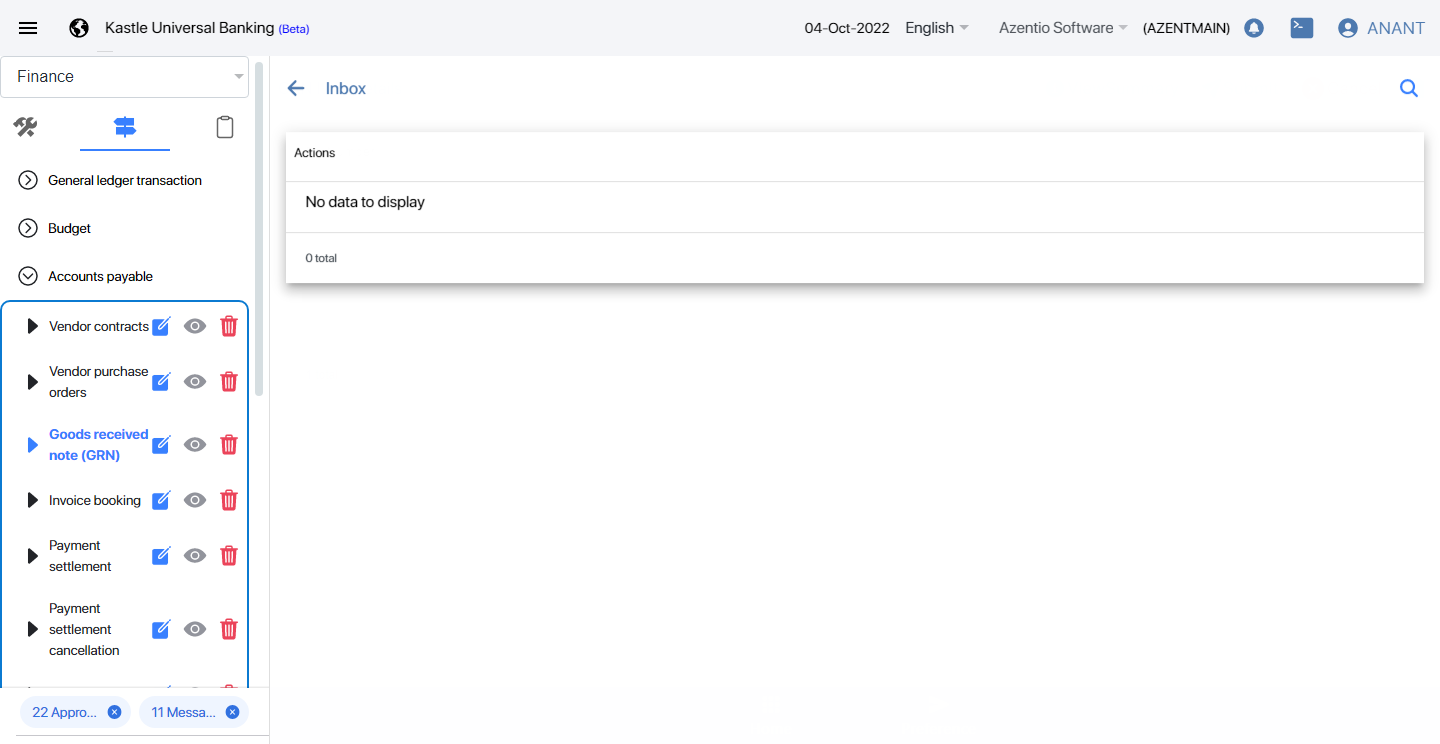 Kastle Universal Banking (Beta)
04-Oct-2022
English
Azentio Software
(AZENTMAIN)
>_
ANANT
Finance
General ledger transaction
Budget
Accounts payable
Vendor contracts
Vendor purchase
orders
Goods received
note (GRN)
Invoice booking
Payment
settlement
Payment
settlement
cancellation
22 Appro...
11 Messa...
Inbox
Actions
No data to display
0 total